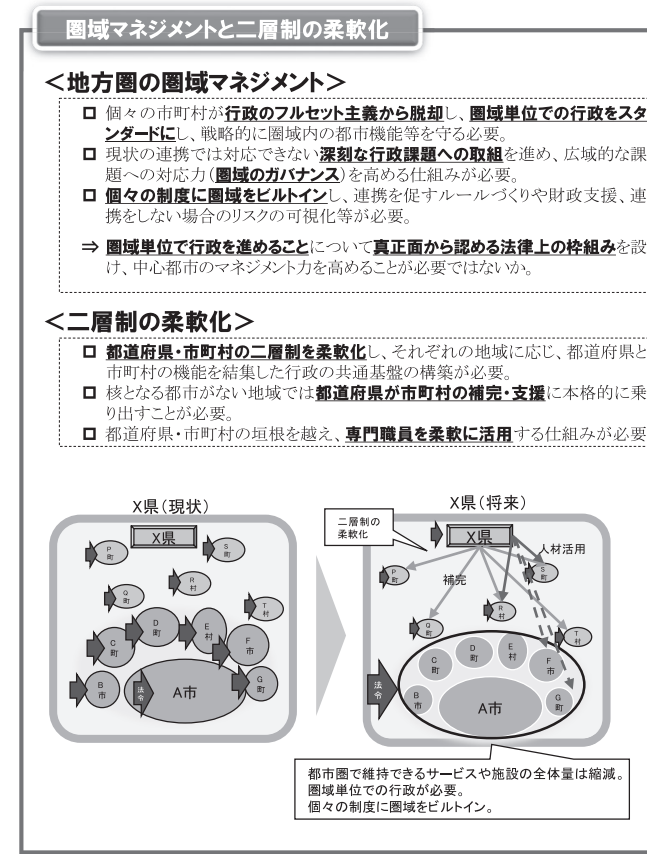 圏域マネジメントと二層制の柔軟化
＜地方圏の圏域マネジメント＞
□ 個々の市町村が行政のフルセット主義から脱却し、圏域単位での行政をスタ
ンダードにし、戦略的に圏域内の都市機能等を守る必要。
□ 現状の連携では対応できない深刻な行政課題への取組を進め、広域的な課
題への対応力（圏域のガバナンス）を高める仕組みが必要。
□ 個々の制度に圏域をビルトインし、連携を促すルールづくりや財政支援、連
携をしない場合のリスクの可視化等が必要。
⇒ 圏域単位で行政を進めることについて真正面から認める法律上の枠組みを設
け、中心都市のマネジメント力を高めることが必要ではないか。
＜二層制の柔軟化＞
□ 都道府県・市町村の二層制を柔軟化し、それぞれの地域に応じ、都道府県と
市町村の機能を結集した行政の共通基盤の構築が必要。
□ 核となる都市がない地域では都道府県が市町村の補完・支援に本格的に乗
り出すことが必要。
□ 都道府県・市町村の垣根を越え、専門職員を柔軟に活用する仕組みが必要
X県（現状）
X県
P町
S町
R村
Q町
T村
D町
E村
C町
F市
B市
G町
法令
A市
X県（将来）
二層制の
柔軟化
X県
人材活用
P町
S町
補完
R村
Q町
T村
D町
E村
C町
F市
法令
B市
G町
A市
都市圏で維持できるサービスや施設の全体量は縮減。
圏域単位での行政が必要。
個々の制度に圏域をビルトイン。